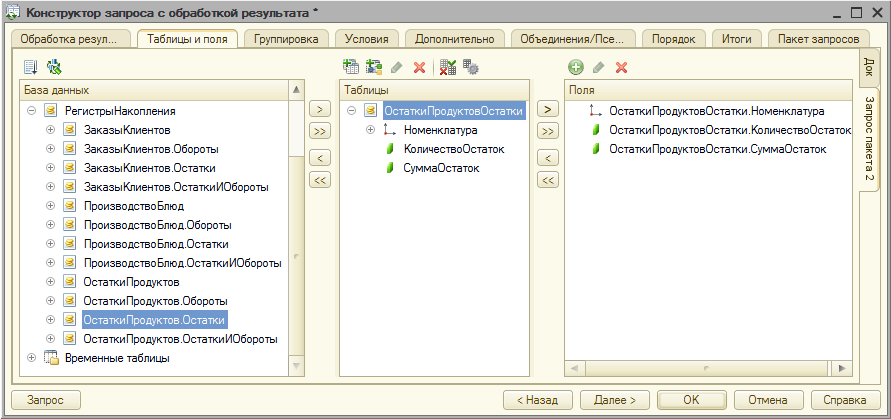 Конструктор запроса с обработкой результата *
Обработка резул...
Таблицы и поля
Группировка
Условия
Дополнительно
Объединения/Псе...
Порядок
Итоги
Пакет запросов
База данных
РегистрыНакопления
ЗаказыКлиентов
ЗаказыКлиентов.Обороты
ЗаказыКлиентов.Остатки
ЗаказыКлиентов.ОстаткиИОбороты
ПроизводствоБлюд
ПроизводствоБлюд.Обороты
ПроизводствоБлюд.Остатки
ПроизводствоБлюд.ОстаткиИОбороты
ОстаткиПродуктов
ОстаткиПродуктов.Обороты
ОстаткиПродуктов.Остатки
ОстаткиПродуктов.ОстаткиИОбороты
Временные таблицы
>
>>
<
<<
Таблицы
ОстаткиПродуктовОстатки
Номенклатура
КоличествоОстаток
СуммаОстаток
>
>>
<
<<
Поля
ОстаткиПродуктовОстатки.Номенклатура
ОстаткиПродуктовОстатки.КоличествоОстаток
ОстаткиПродуктовОстатки.СуммаОстаток
Док
Запрос пакета 2
Запрос
< Назад
Далее >
OK
Отмена
Справка